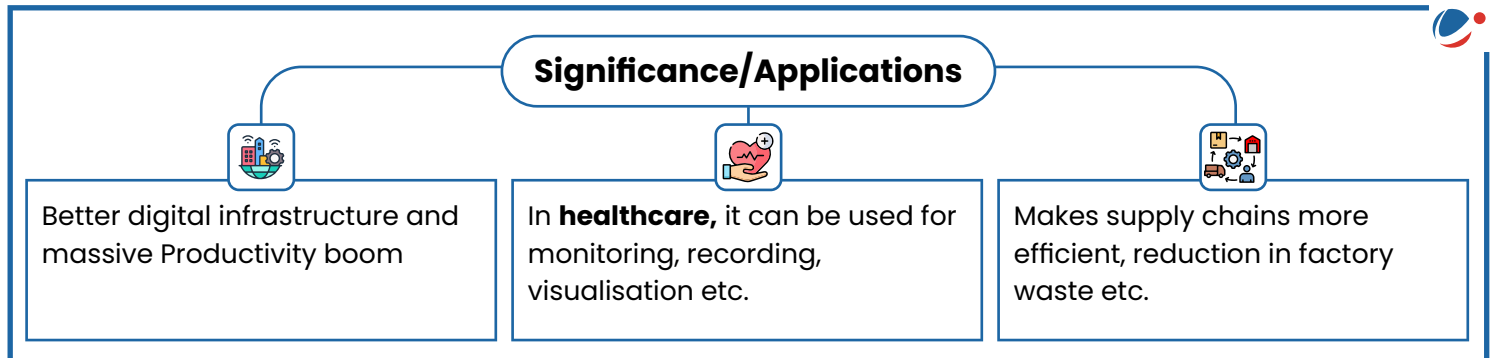 Significance/Applications
Better digital infrastructure and
massive Productivity boom
In healthcare, it can be used for
monitoring, recording,
visualisation etc.
Makes supply chains more
efficient, reduction in factory
waste etc.